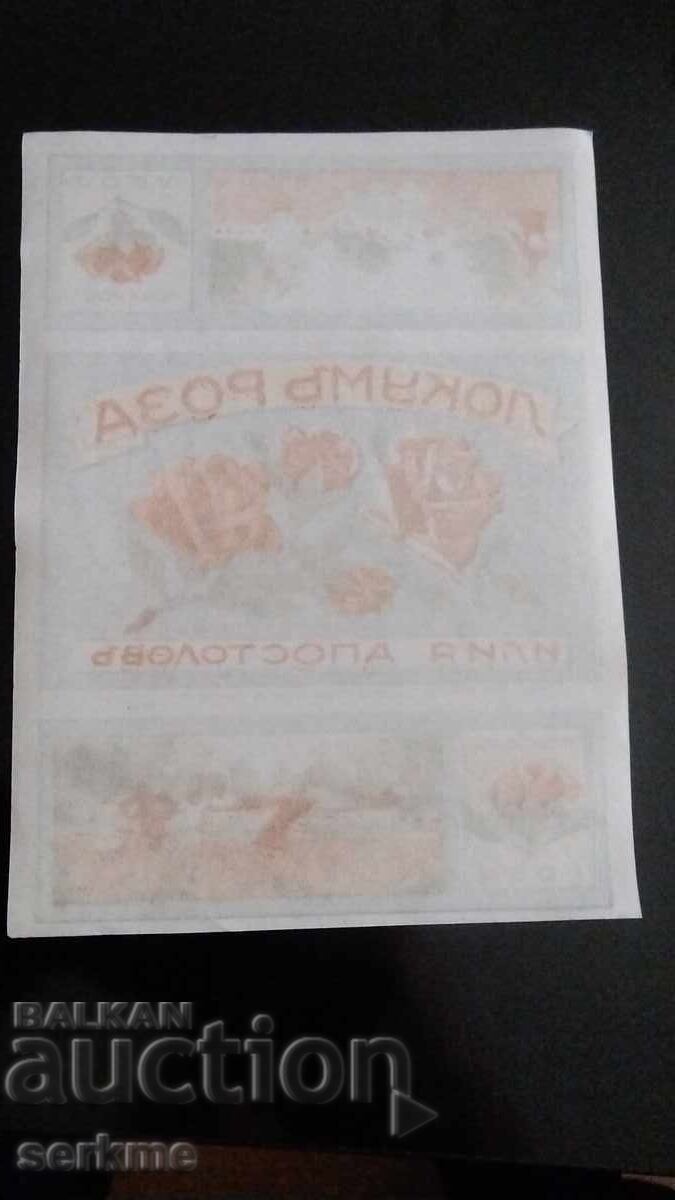 ЛОКУМЪ РОЗА
ИЛИЯ АПОСТОЛОВЪ
BALKAN
auction
serkme